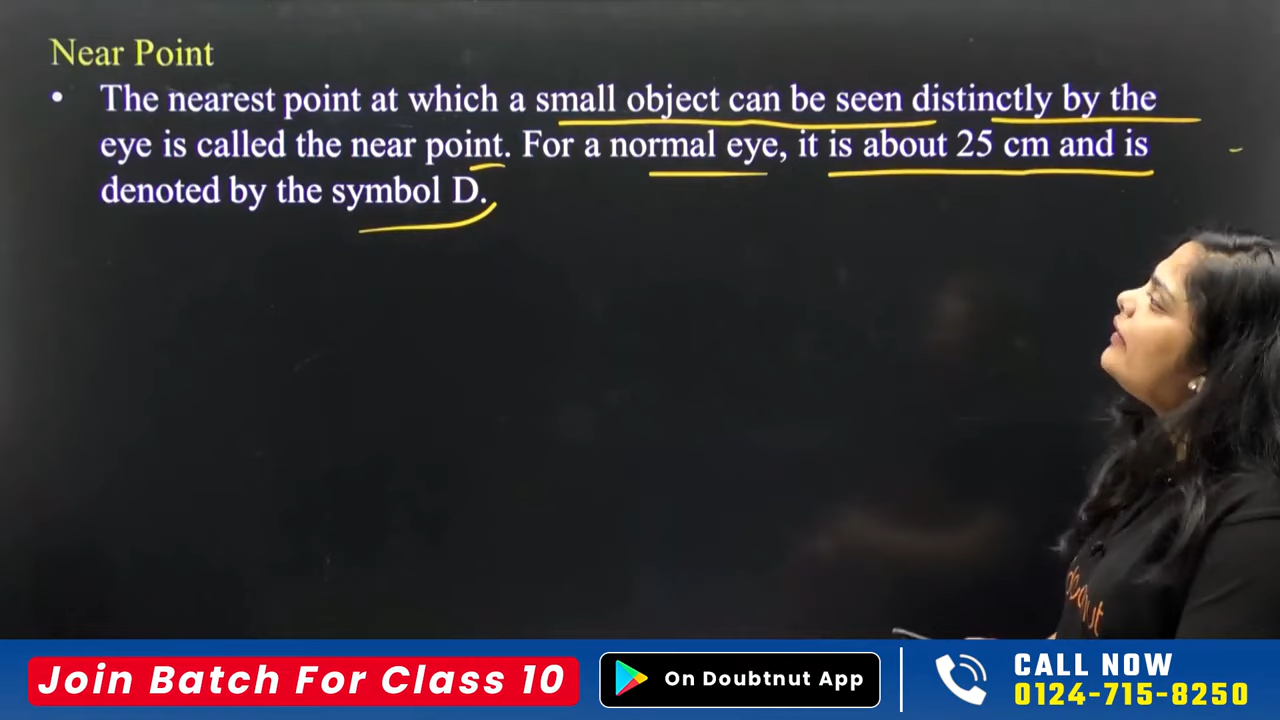 Near Point
• The nearest point at which a small object can be seen distinctly by the
eye is called the near point. For a normal eye, it is about 25 cm and is
denoted by the symbol D.
Join Batch For Class 10
On Doubtnut App
CALL NOW
0124-715-8250